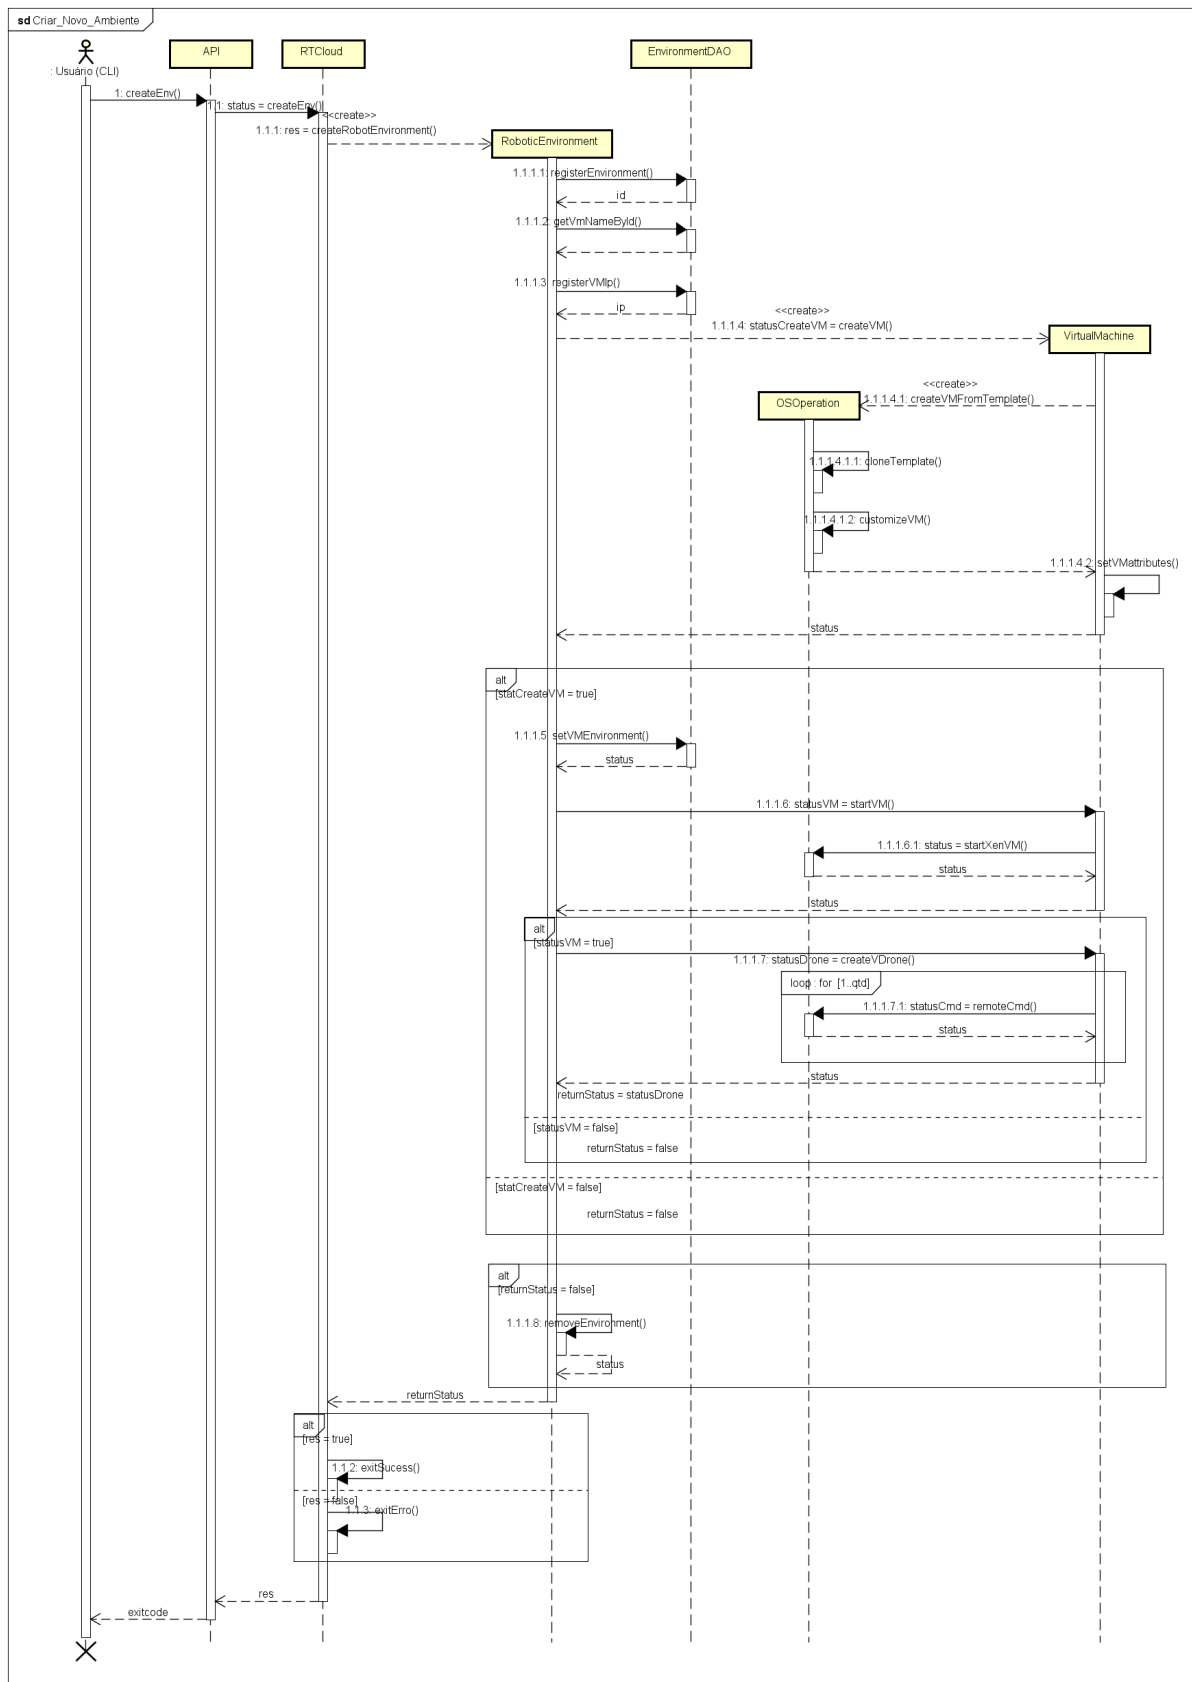 sd Criar_Novo_Ambiente
: Usuário (CLI)
API
RTCloud
EnvironmentDAO
1: createEnv()
1.1: status = createEnv()
<<create>>
1.1.1: res = createRobotEnvironment()
RoboticEnvironment
1.1.1.1: registerEnvironment()
id
1.1.1.2: getVmNameById()
1.1.1.3: registerVMIp()
ip
<<create>>
1.1.1.4: statusCreateVM = createVM()
VirtualMachine
<<create>>
1.1.1.4.1: createVMFromTemplate()
OSOperation
1.1.1.4.1.1: cloneTemplate()
1.1.1.4.1.2: customizeVM()
1.1.1.4.2: setVMattributes()
status
alt
[statCreateVM = true]
1.1.1.5: setVMEnvironment()
status
1.1.1.6: statusVM = startVM()
1.1.1.6.1: status = startXenVM()
status
status
alt
[statusVM = true]
1.1.1.7: statusDrone = createVDrone()
loop : for [1..qtd]
1.1.1.7.1: statusCmd = remoteCmd()
status
status
returnStatus = statusDrone
[statusVM = false]
returnStatus = false
[statCreateVM = false]
returnStatus = false
alt
[returnStatus = false]
1.1.1.8: removeEnvironment()
status
returnStatus
alt
[res = true]
1.1.2: exitSucess()
[res = false]
1.1.3: exitErro()
res
exitcode